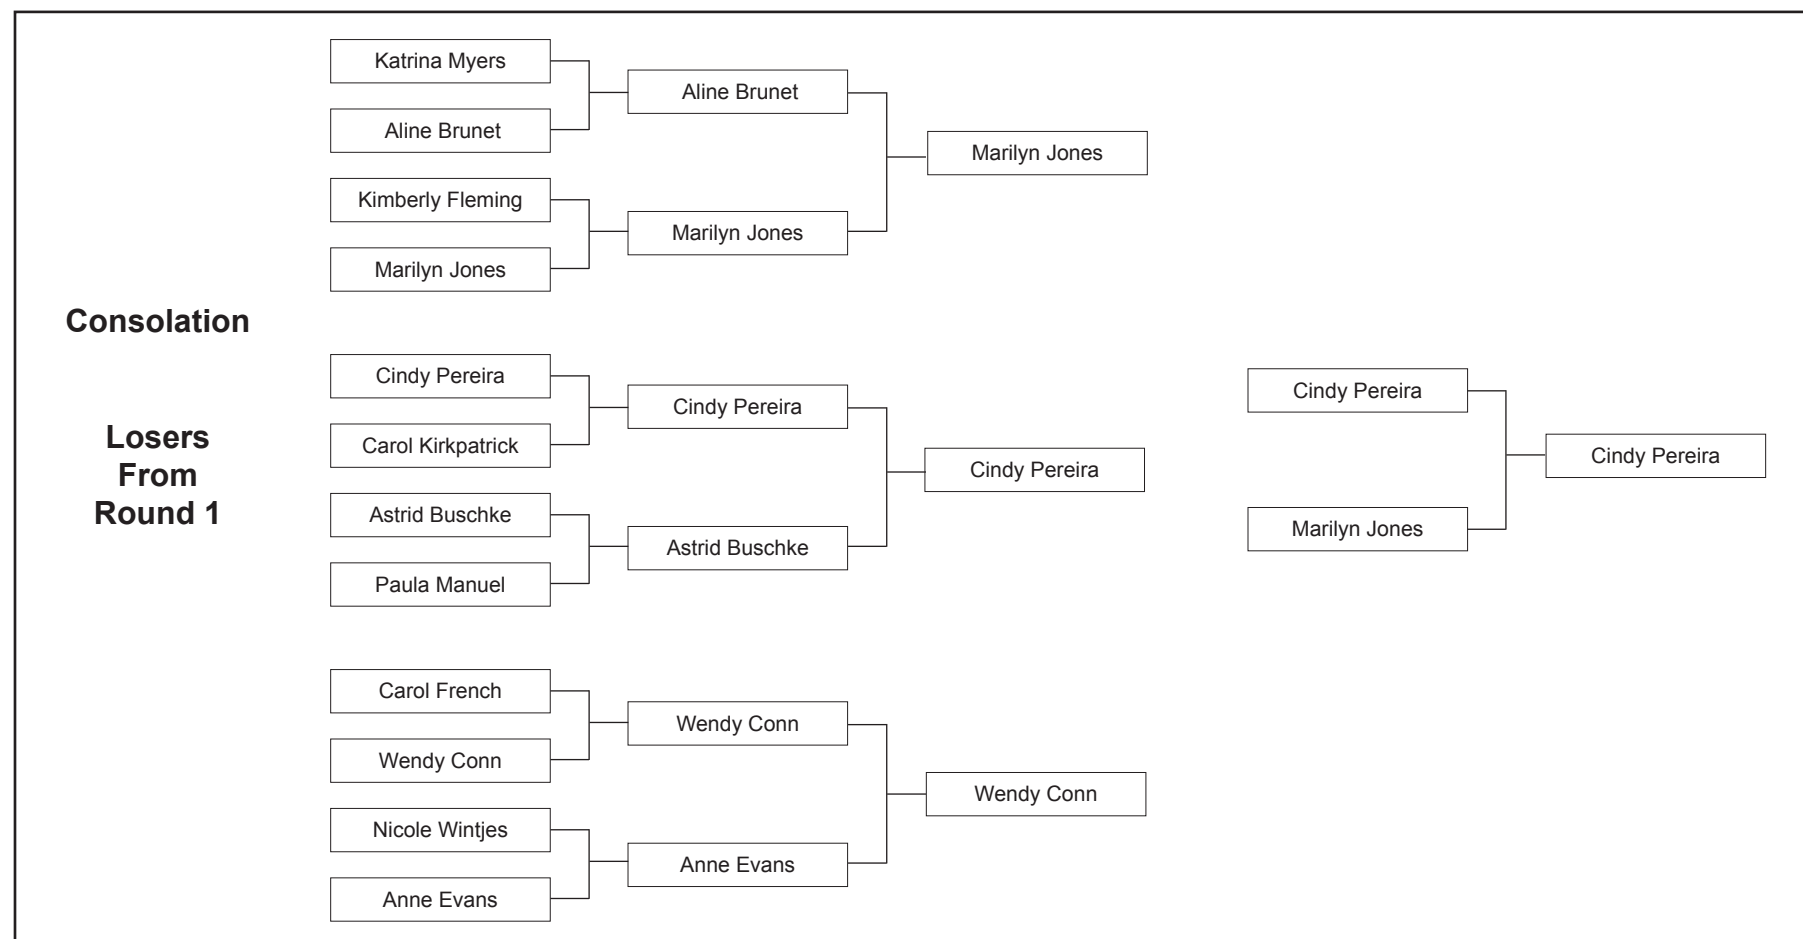 Katrina Myers
Aline Brunet
Aline Brunet
Marilyn Jones
Kimberly Fleming
Marilyn Jones
Marilyn Jones
Consolation
Losers
From
Round 1
Cindy Pereira
Cindy Pereira
Carol Kirkpatrick
Cindy Pereira
Astrid Buschke
Astrid Buschke
Paula Manuel
Cindy Pereira
Cindy Pereira
Marilyn Jones
Carol French
Wendy Conn
Wendy Conn
Wendy Conn
Nicole Wintjes
Anne Evans
Anne Evans